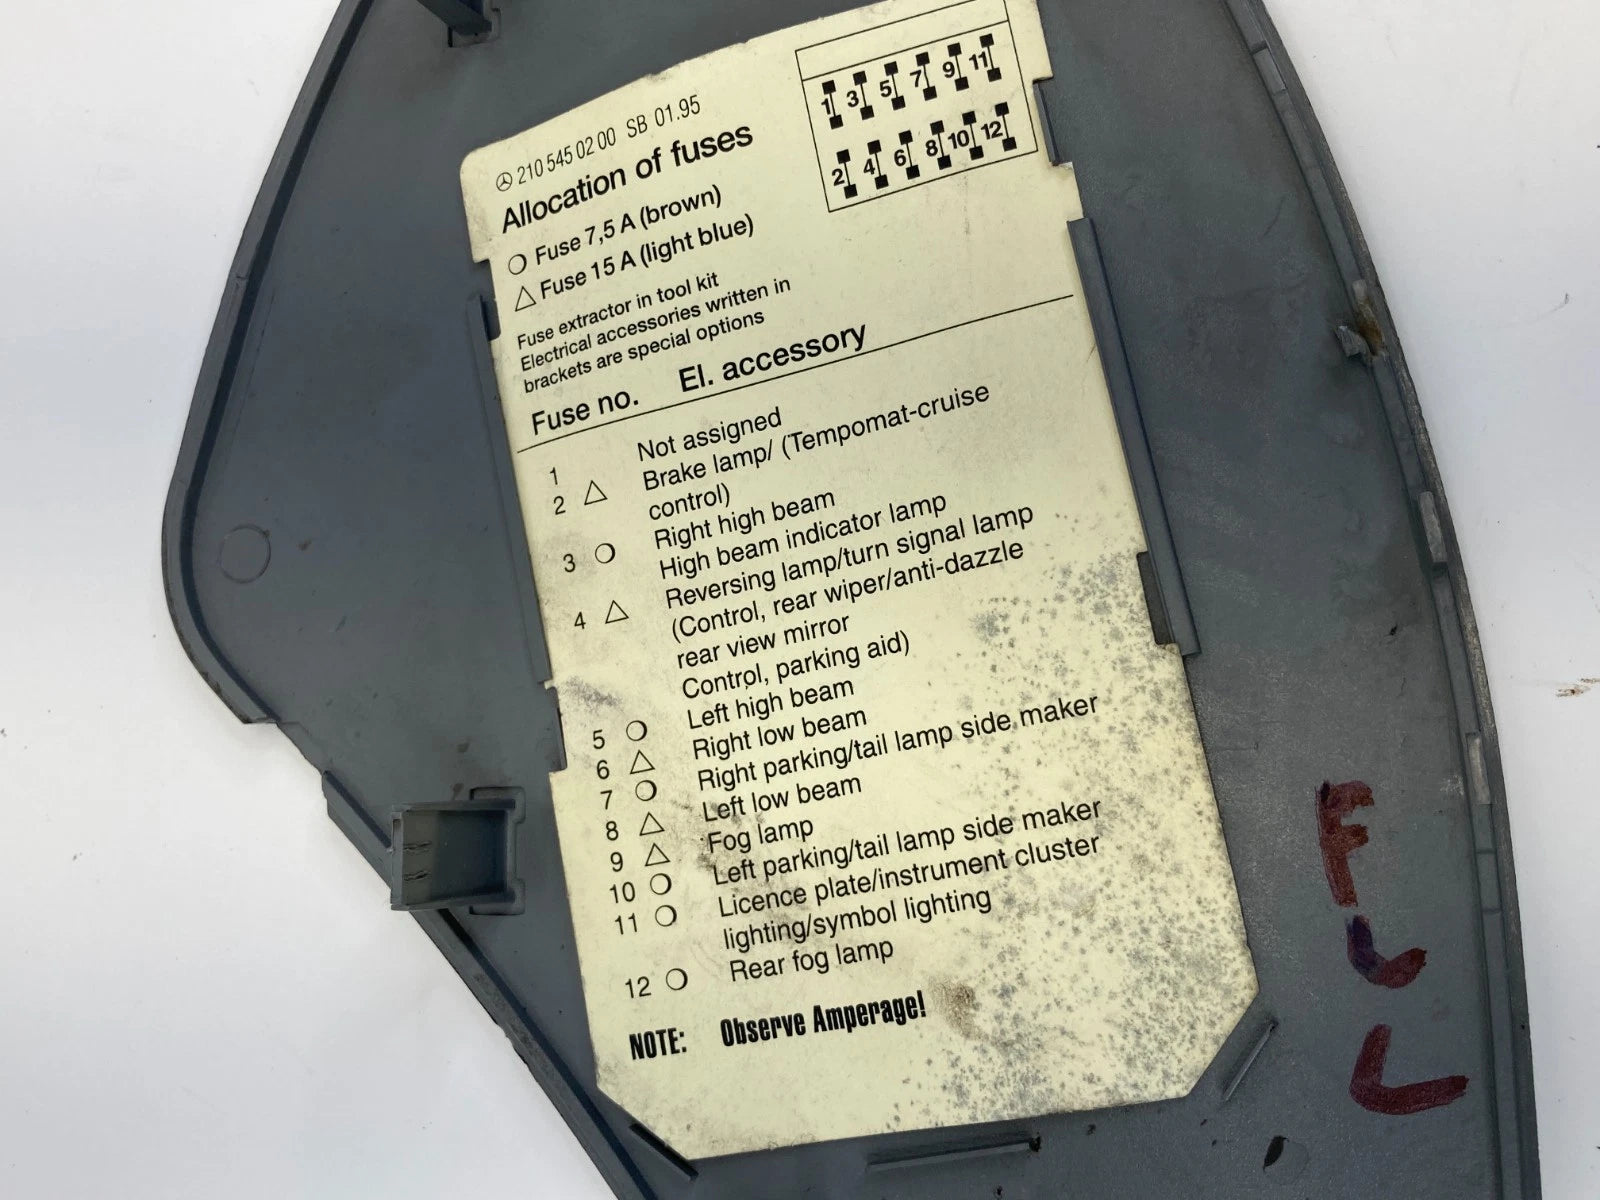 210 545 02 00 SB 01.95
Allocation of fuses
1 3 5 7 9 11
2 4 6 8 10 12
Fuse 7,5 A (brown)
Fuse 15 A (light blue)
Fuse extractor in tool kit
Electrical accessories written in
brackets are special options
Fuse no. El. accessory
1 Not assigned
2 Brake lamp/ (Tempomat-cruise
control)
3 Right high beam
High beam indicator lamp
4 Reversing lamp/turn signal lamp
(Control, rear wiper/anti-dazzle
rear view mirror
Control, parking aid)
5 Left high beam
6 Right low beam
7 Right parking/tail lamp side maker
8 Left low beam
9 Fog lamp
10 Left parking/tail lamp side maker
11 Licence plate/instrument cluster
lighting/symbol lighting
12 Rear fog lamp
NOTE: Observe Amperage!
FLL